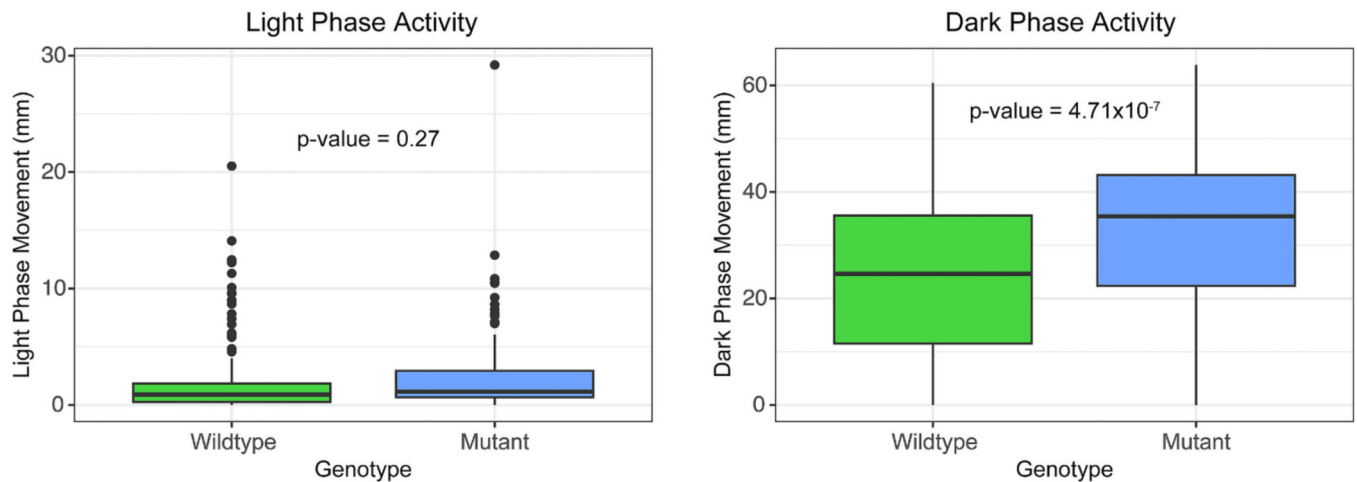 Light Phase Activity
30
20
10
0
Light Phase Movement (mm)
p-value = 0.27
Wildtype Mutant
Genotype
Dark Phase Activity
60
40
20
0
Dark Phase Movement (mm)
p-value = 4.71x10⁻⁷
Wildtype Mutant
Genotype